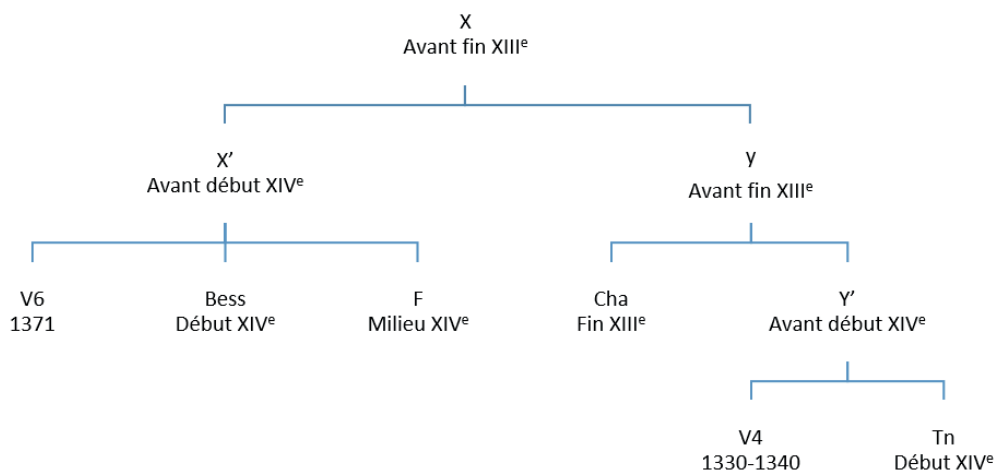 X
Avant fin XIIIᵉ
X’
Avant début XIVᵉ
y
Avant fin XIIIᵉ
V6
1371
Bess
Début XIVᵉ
F
Milieu XIVᵉ
Cha
Fin XIIIᵉ
Y’
Avant début XIVᵉ
V4
1330-1340
Tn
Début XIVᵉ